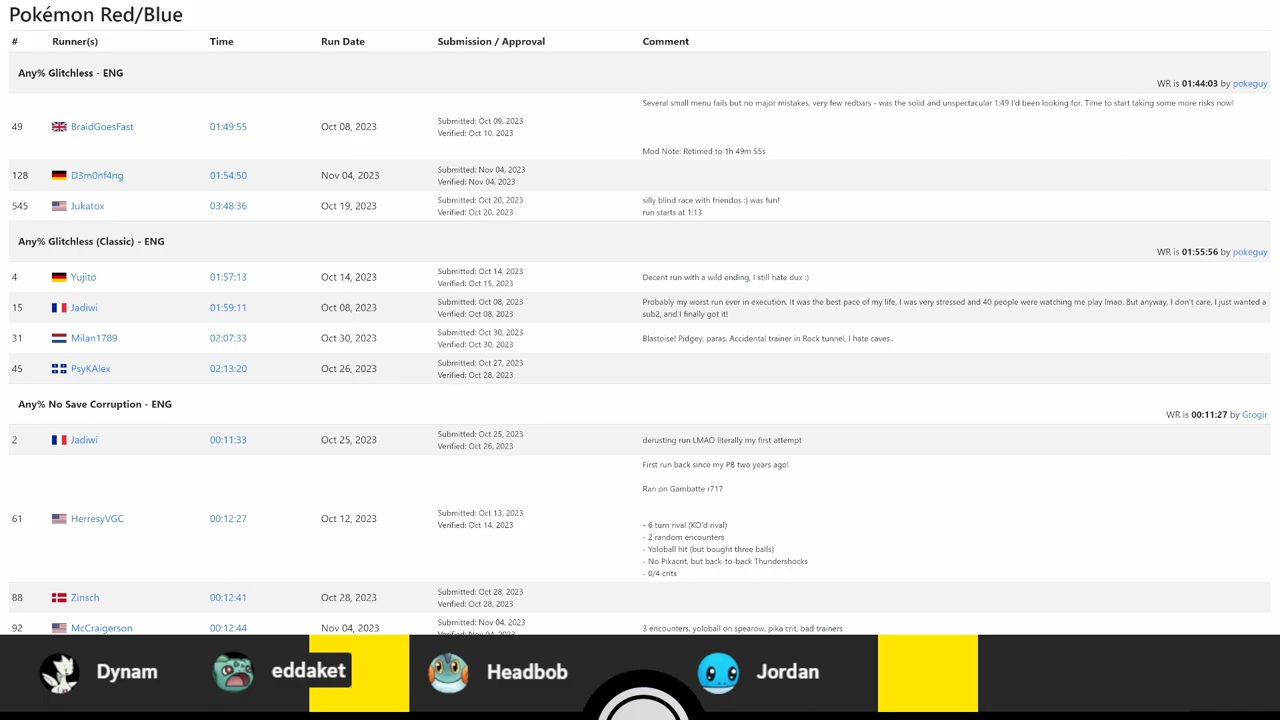 Pokémon Red/Blue
# Runner(s) Time Run Date Submission / Approval Comment
Any% Glitchless - ENG
WR is 01:44:03 by pokeguy
Several small menu fails but no major mistakes, very few redbars - was the solid and unspectacular 1:49 I'd been looking for. Time to start taking some more risks now!
49 BraidGoesFast 01:49:55 Oct 08, 2023 Submitted: Oct 09, 2023
Verified: Oct 10, 2023
Mod Note: Retimed to 1h 49m 55s
128 D3m0nf4ng 01:54:50 Nov 04, 2023 Submitted: Nov 04, 2023
Verified: Nov 04, 2023
545 Jukatox 03:48:36 Oct 19, 2023 Submitted: Oct 20, 2023 silly blind race with friendos :) was fun!
Verified: Oct 20, 2023 run starts at 1:13
Any% Glitchless (Classic) - ENG
WR is 01:55:56 by pokeguy
4 Yujito 01:57:13 Oct 14, 2023 Submitted: Oct 14, 2023 Decent run with a wild ending, I still hate dux :)
Verified: Oct 15, 2023
15 Jadiwi 01:59:11 Oct 08, 2023 Submitted: Oct 08, 2023 Probably my worst run ever in execution. It was the best pace of my life, I was very stressed and 40 people were watching me play lmao. But anyway, I don't care, I just wanted a
Verified: Oct 08, 2023 sub2, and I finally got it!
31 Milan1789 02:07:33 Oct 30, 2023 Submitted: Oct 30, 2023 Blastoise! Pidgey, paras. Accidental trainer in Rock tunnel, I hate caves..
Verified: Oct 30, 2023
45 PsyKAlex 02:13:20 Oct 26, 2023 Submitted: Oct 27, 2023
Verified: Oct 28, 2023
Any% No Save Corruption - ENG
WR is 00:11:27 by Grogir
2 Jadiwi 00:11:33 Oct 25, 2023 Submitted: Oct 25, 2023 derusting run LMAO literally my first attempt
Verified: Oct 26, 2023
First run back since my PB two years ago!
Ran on Gambatte r717
61 HerresyVGC 00:12:27 Oct 12, 2023 Submitted: Oct 13, 2023
Verified: Oct 14, 2023
- 6 turn rival (KO'd rival)
- 2 random encounters
- Yoloball hit (but bought three balls)
- No Pikacrit, but back-to-back Thundershocks
- 0/4 crits
88 Zinsch 00:12:41 Oct 28, 2023 Submitted: Oct 28, 2023
Verified: Oct 28, 2023
92 McCraigerson 00:12:44 Nov 04, 2023 Submitted: Nov 04, 2023 3 encounters, yoloball on spearow, pika crit, bad trainers
Dynam eddaket Headbob Jordan